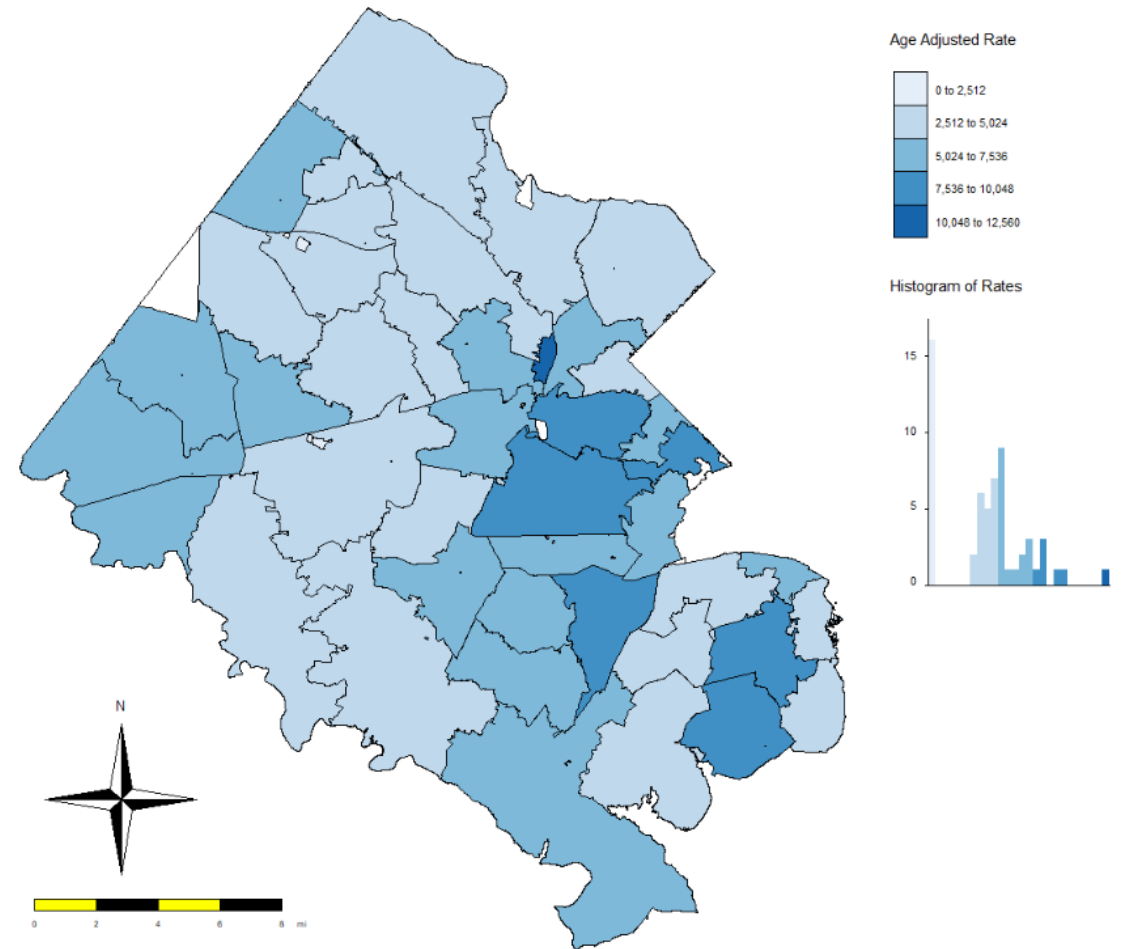 Age Adjusted Rate
0 to 2,512
2,512 to 5,024
5,024 to 7,536
7,536 to 10,048
10,048 to 12,560
Histogram of Rates
15
10
5
0
N
0 2 4 6 8 mi